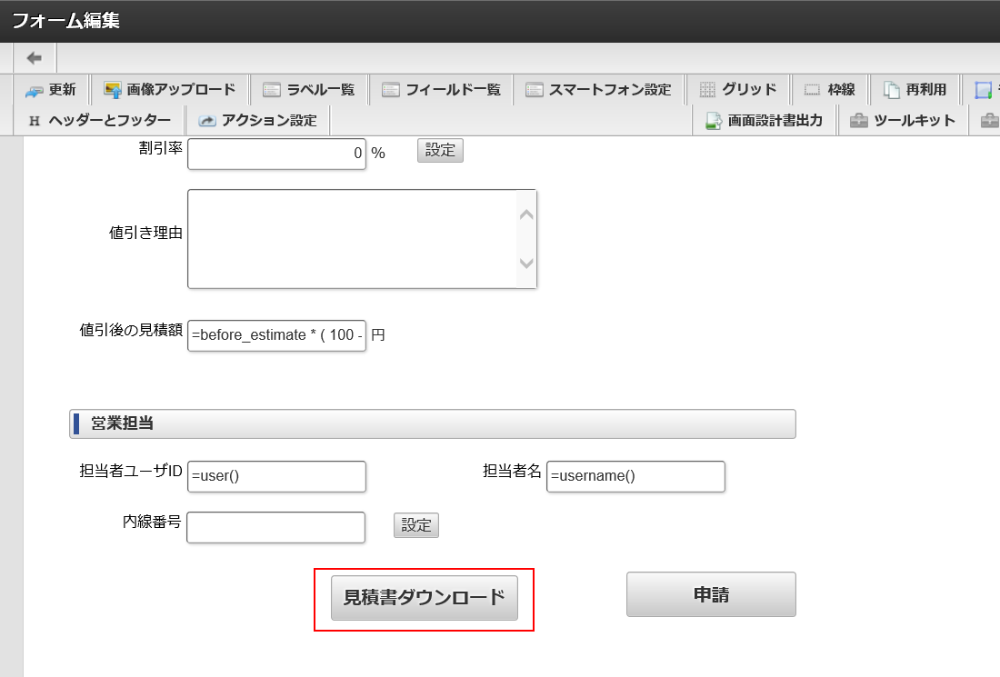 フォーム編集
更新 画像アップロード ラベル一覧 フィールド一覧 スマートフォン設定 グリッド 枠線 再利用
H ヘッダーとフッター アクション設定 画面設計書出力 ツールキット
割引率 0 % 設定
値引き理由
値引後の見積額 =before_estimate * ( 100 - 円
営業担当
担当者ユーザID =user() 担当者名 =username()
内線番号 設定
見積書ダウンロード 申請